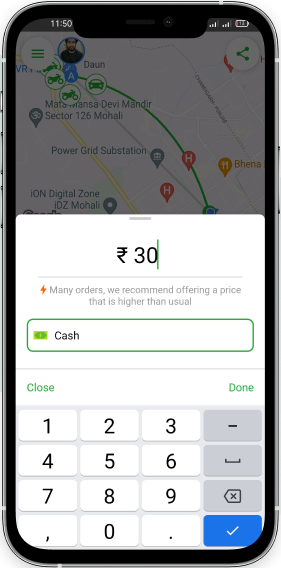 11:50
Daun
A
Mata Mansa Devi Mandir
Sector 126 Mohali
Power Grid Substation
H
H
H
Bhena
iON Digital Zone
iDZ Mohali
₹ 30
Many orders, we recommend offering a price
that is higher than usual
Cash
Close
Done
1 2 3 –
4 5 6
7 8 9
, 0 .